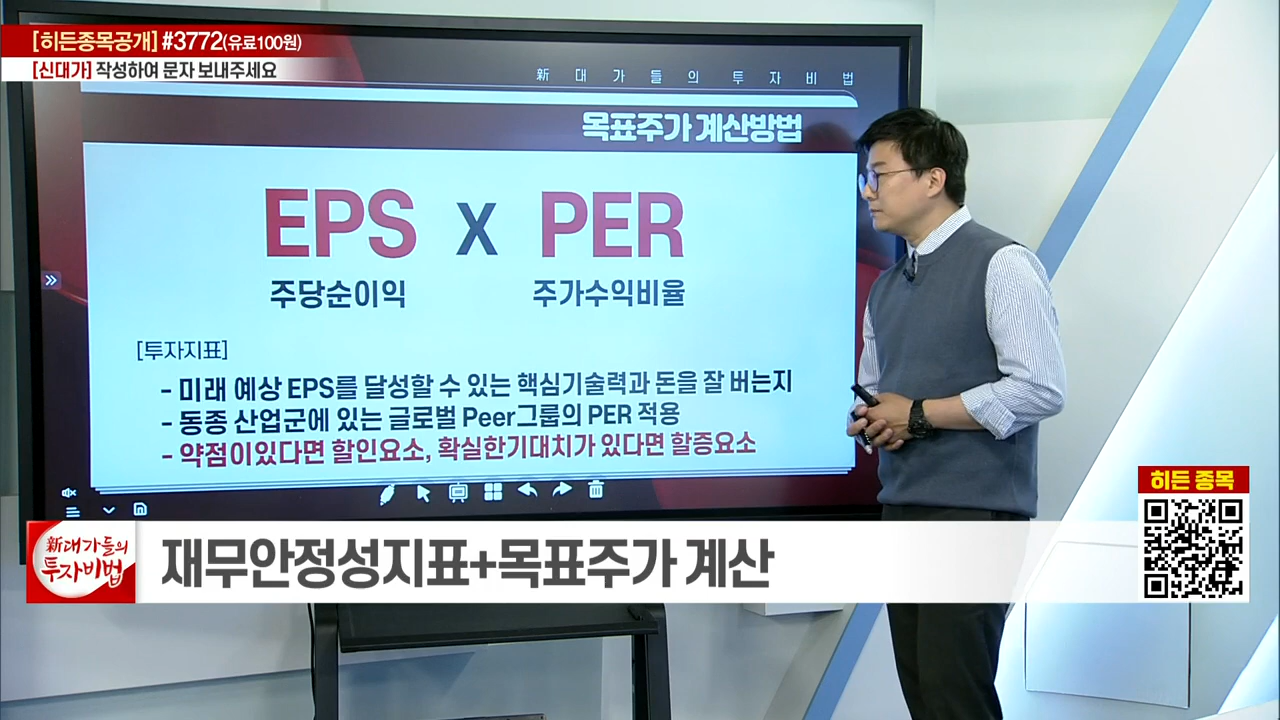 [히든종목공개] #3772(유료100원)
[신대가] 작성하여 문자 보내주세요
新 대 가 들 의 투 자 비 법
목표주가 계산방법
EPS X PER
주당순이익 주가수익비율
[투자지표]
- 미래 예상 EPS를 달성할 수 있는 핵심기술력과 돈을 잘 버는지
- 동종 산업군에 있는 글로벌 Peer그룹의 PER 적용
- 약점이있다면 할인요소, 확실한기대치가 있다면 할증요소
히든 종목
新대가들의
투자비법
재무안정성지표+목표주가 계산